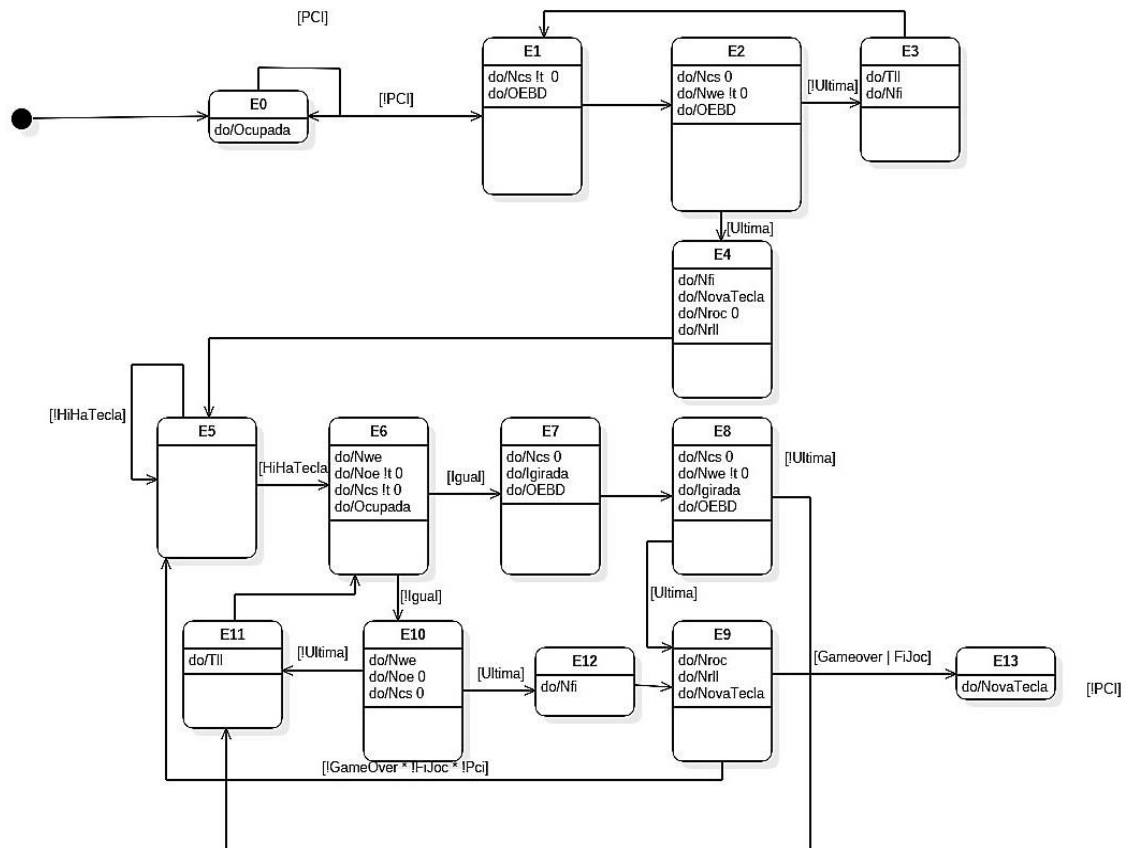 [PCI]
E0
do/Ocupada
[!PCI]
E1
do/Ncs !t 0
do/OEBD
E2
do/Ncs 0
do/Nwe !t 0
do/OEBD
[!Ultima]
E3
do/Tll
do/Nfi
[Ultima]
E4
do/Nfi
do/NovaTecla
do/Nroc 0
do/Nrll
[!HiHaTecla]
E5
[HiHaTecla
E6
do/Nwe
do/Noe !t 0
do/Ncs !t 0
do/Ocupada
[Igual]
E7
do/Ncs 0
do/Igirada
do/OEBD
E8
do/Ncs 0
do/Nwe !t 0
do/Igirada
do/OEBD
[!Ultima]
[!Igual]
[Ultima]
E11
do/Tll
[!Ultima]
E10
do/Nwe
do/Noe 0
do/Ncs 0
[Ultima]
E12
do/Nfi
E9
do/Nroc
do/Nrll
do/NovaTecla
[Gameover | FiJoc]
E13
do/NovaTecla
[!PCI]
[!GameOver * !FiJoc * !Pci]